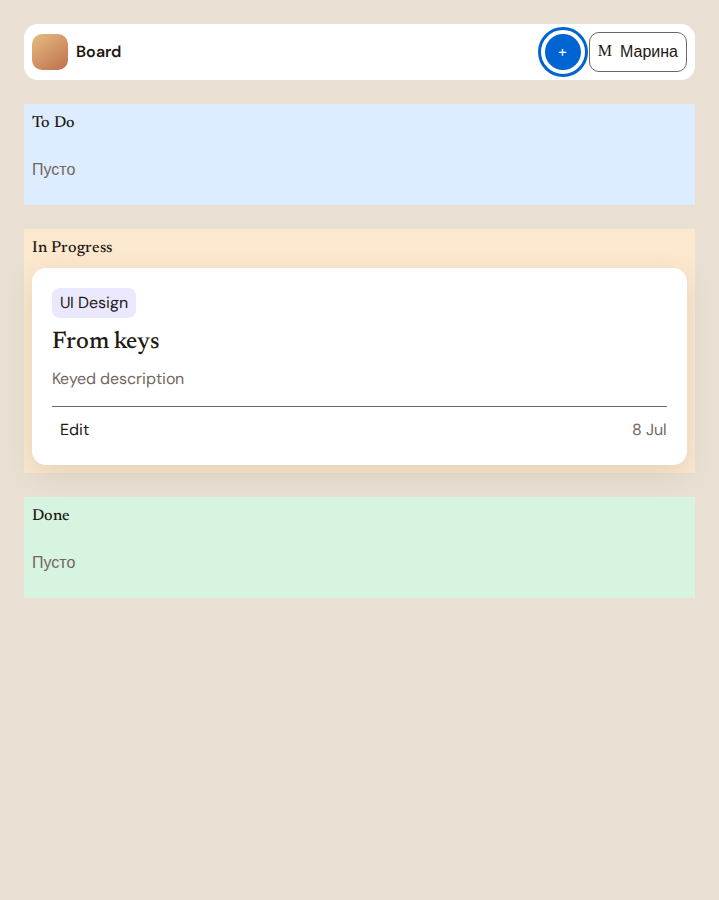 Board
+
M Марина
To Do
Пусто
In Progress
UI Design
From keys
Keyed description
Edit
8 Jul
Done
Пусто